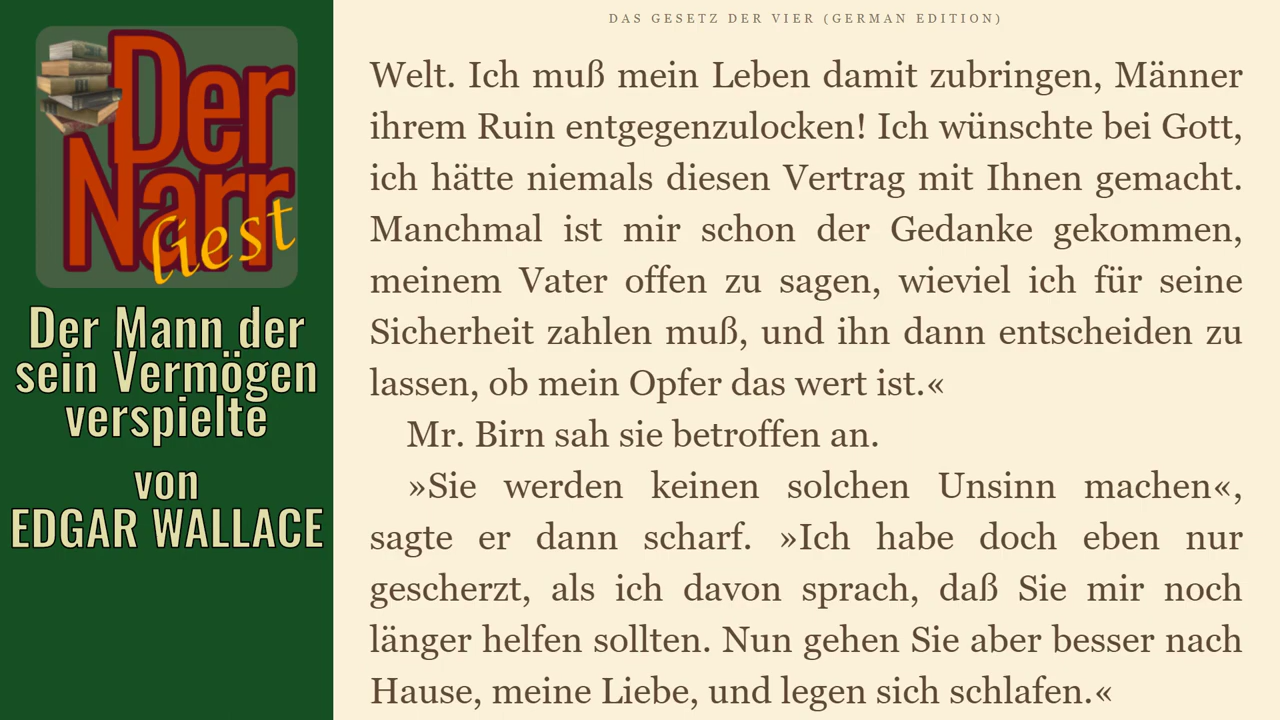 Der
Narr
liest
Der Mann der
sein Vermögen
verspielte
von
EDGAR WALLACE
DAS GESETZ DER VIER (GERMAN EDITION)
Welt. Ich muß mein Leben damit zubringen, Männer
ihrem Ruin entgegenzulocken! Ich wünschte bei Gott,
ich hätte niemals diesen Vertrag mit Ihnen gemacht.
Manchmal ist mir schon der Gedanke gekommen,
meinem Vater offen zu sagen, wieviel ich für seine
Sicherheit zahlen muß, und ihn dann entscheiden zu
lassen, ob mein Opfer das wert ist.«
Mr. Birn sah sie betroffen an.
»Sie werden keinen solchen Unsinn machen«,
sagte er dann scharf. »Ich habe doch eben nur
gescherzt, als ich davon sprach, daß Sie mir noch
länger helfen sollten. Nun gehen Sie aber besser nach
Hause, meine Liebe, und legen sich schlafen.«